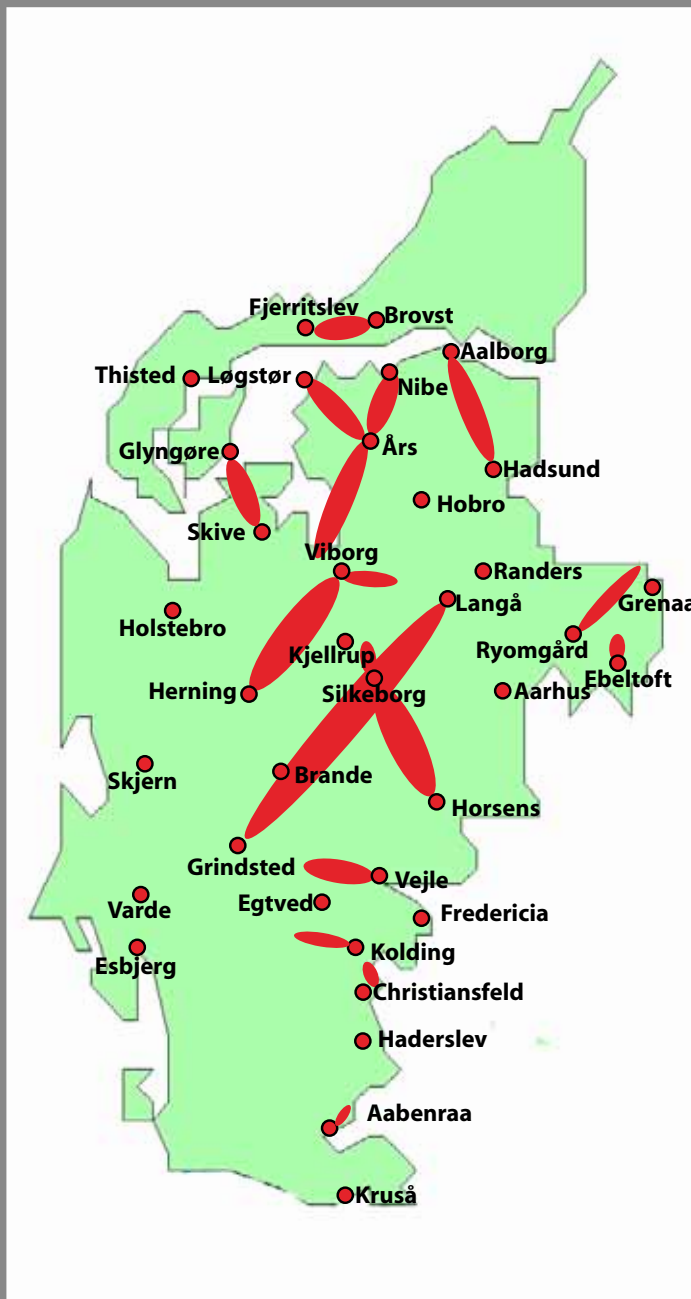 Fjerritslev
Brovst
Aalborg
Thisted
Løgstør
Nibe
Års
Glyngøre
Hadsund
Hobro
Skive
Viborg
Randers
Langå
Grenaa
Holstebro
Kjellrup
Ryomgård
Ebeltoft
Herning
Silkeborg
Aarhus
Skjern
Brande
Horsens
Grindsted
Vejle
Egtved
Varde
Fredericia
Esbjerg
Kolding
Christiansfeld
Haderslev
Aabenraa
Kruså